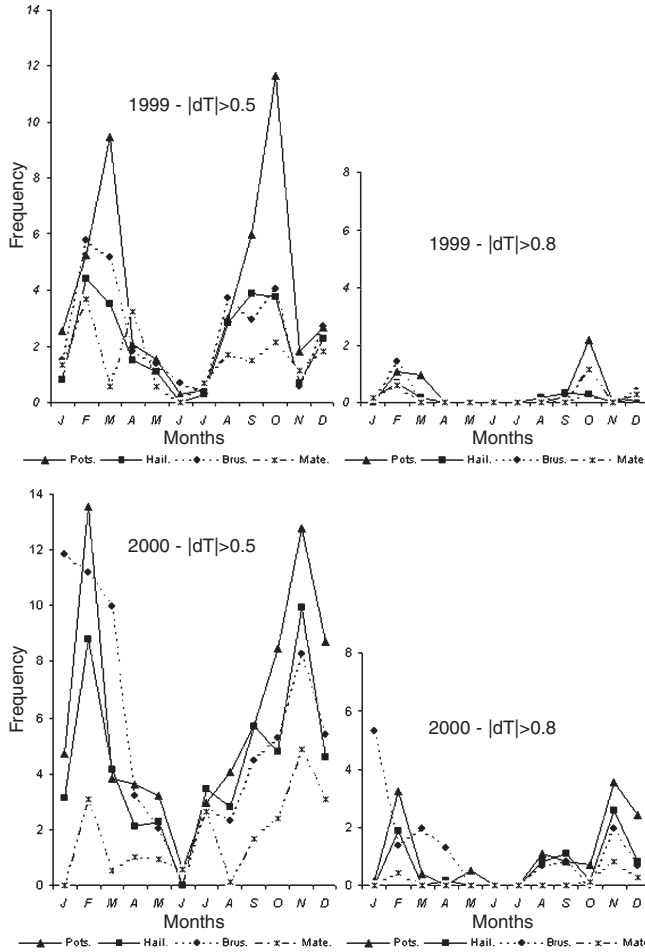 14
12
10
8
6
4
2
0
Frequency
1999 - |dT|>0.5
J F M A M J J A S O N D
Months
Pots. Hail. Brus. Mate.
8
6
4
2
0
1999 - |dT|>0.8
J F M A M J J A S O N D
Months
Pots. Hail. Brus. Mate.
14
12
10
8
6
4
2
0
Frequency
2000 - |dT|>0.5
J F M A M J J A S O N D
Months
Pots. Hail. Brus. Mate.
8
6
4
2
0
2000 - |dT|>0.8
J F M A M J J A S O N D
Months
Pots. Hail. Brus. Mate.